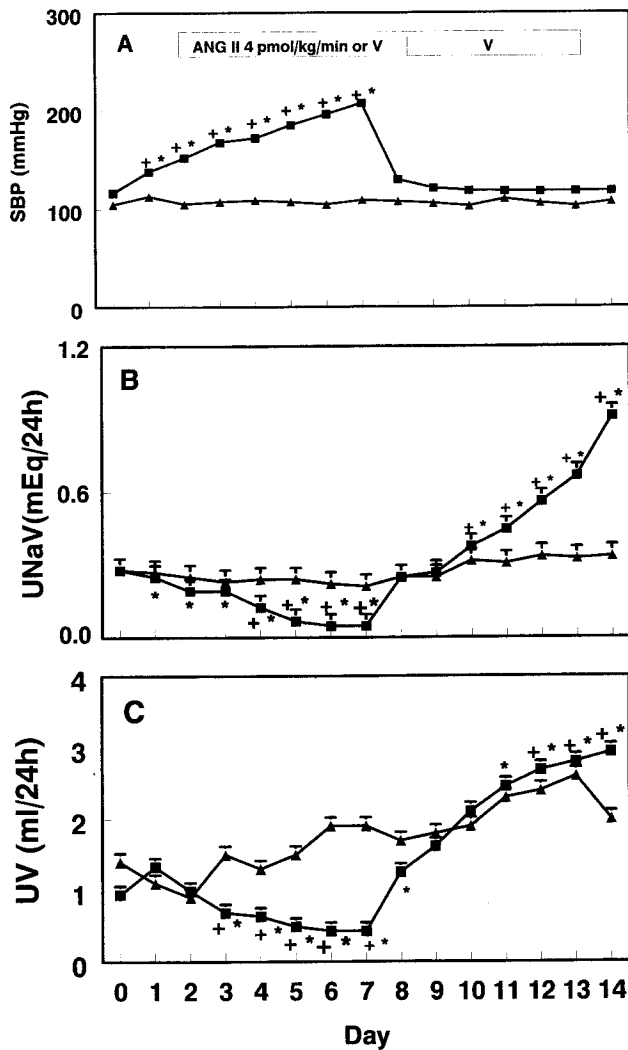 300
A
ANG II 4 pmol/kg/min or V
V
+ * + * + * + * + * + * + *
200
100
0
SBP (mmHg)
1.2
B
0.6
0.0
UNaV(mEq/24h)
* * * + * + * + * + *
+ * + * + * + * + *
4
C
3
2
1
0
UV (ml/24h)
+ * + * + * + * + * * * + * + * + *
0 1 2 3 4 5 6 7 8 9 10 11 12 13 14
Day